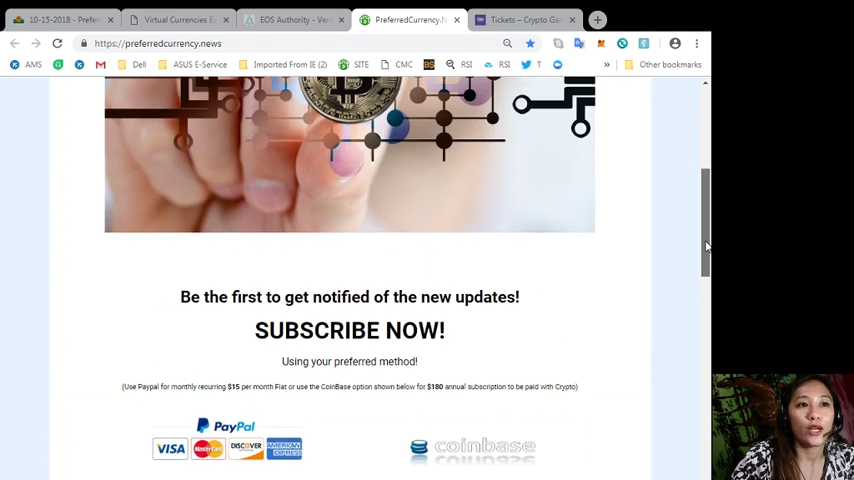 10-15-2018 - Prefer
Virtual Currencies Ed
EOS Authority - Veri
PreferredCurrency.N
Tickets – Crypto Ga
https://preferredcurrency.news
AMS
Dell
ASUS E-Service
Imported From IE (2)
SITE
CMC
BS
RSI
RSI
T
»
Other bookmarks
Be the first to get notified of the new updates!
SUBSCRIBE NOW!
Using your preferred method!
(Use Paypal for monthly recurring $15 per month Fiat or use the CoinBase option shown below for $180 annual subscription to be paid with Crypto)
PayPal
VISA MasterCard DISCOVER AMERICAN EXPRESS
coinbase